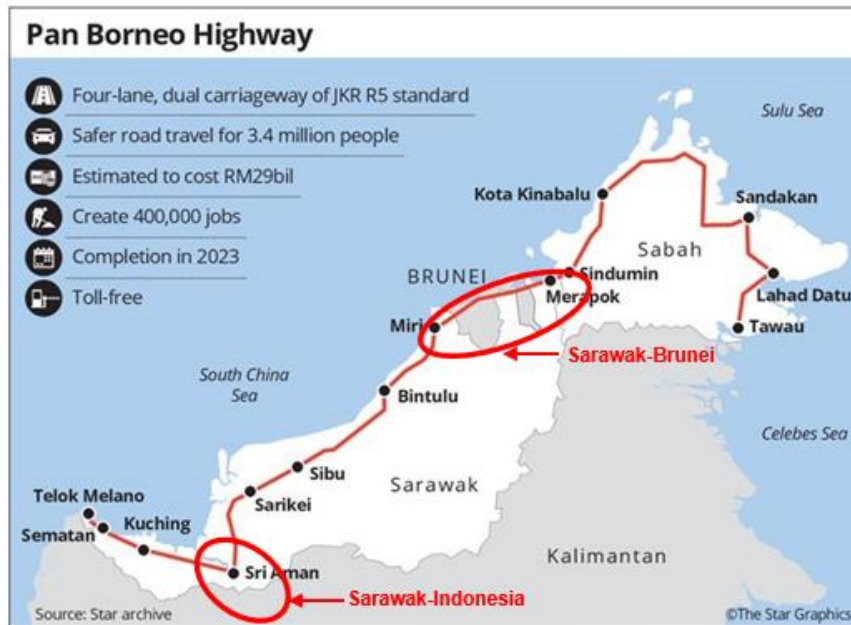 Pan Borneo Highway
Four-lane, dual carriageway of JKR R5 standard
Safer road travel for 3.4 million people
Estimated to cost RM29bil
Create 400,000 jobs
Completion in 2023
Toll-free
Sulu Sea
Kota Kinabalu
Sandakan
Sabah
BRUNEI
Sindumin
Merapok
Lahad Datu
Miri
Tawau
Sarawak-Brunei
South China
Sea
Bintulu
Celebes Sea
Sibu
Sarawak
Sarikei
Telok Melano
Sematan
Kuching
Kalimantan
Sri Aman
Sarawak-Indonesia
Source: Star archive
©The Star Graphics